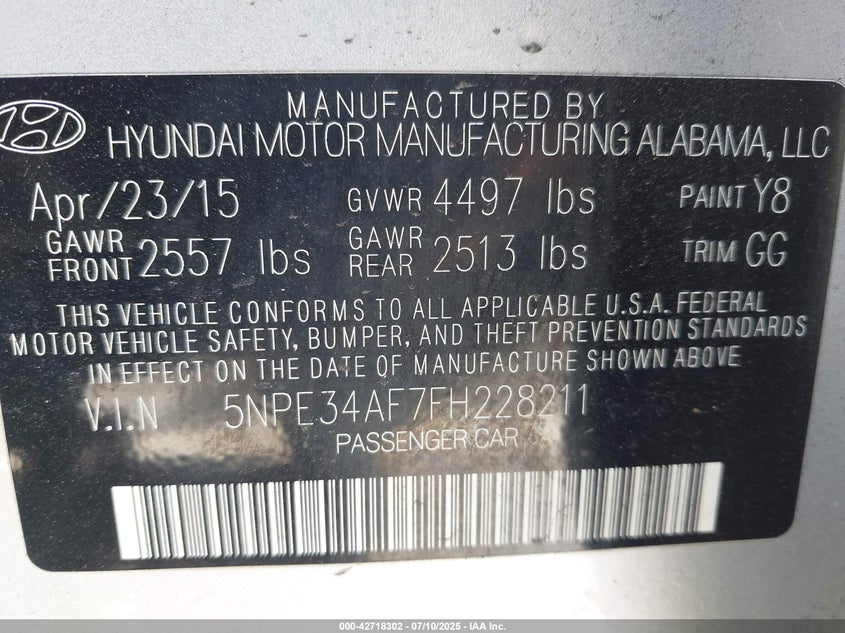 MANUFACTURED BY
HYUNDAI MOTOR MANUFACTURING ALABAMA, LLC
Apr/23/15 GVWR 4497 lbs PAINT Y8
GAWR FRONT 2557 lbs GAWR REAR 2513 lbs TRIM GG
THIS VEHICLE CONFORMS TO ALL APPLICABLE U.S.A. FEDERAL
MOTOR VEHICLE SAFETY, BUMPER, AND THEFT PREVENTION STANDARDS
IN EFFECT ON THE DATE OF MANUFACTURE SHOWN ABOVE
V.I.N 5NPE34AF7FH228211
PASSENGER CAR
000-42718302 - 07/10/2025 - IAA Inc.